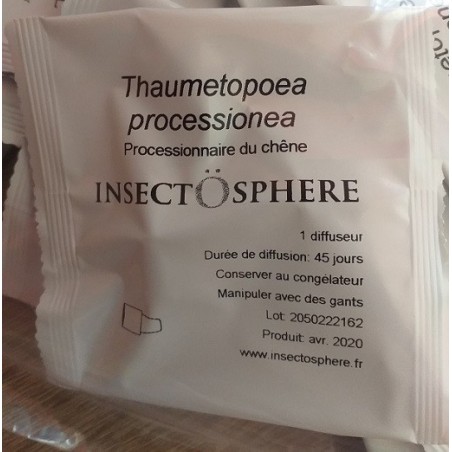 Thaumetopoea
processionea
Processionnaire du chêne
INSECTÖSPHERE
1 diffuseur
Durée de diffusion: 45 jours
Conserver au congélateur
Manipuler avec des gants
Lot: 2050222162
Produit: avr. 2020
www.insectosphere.fr